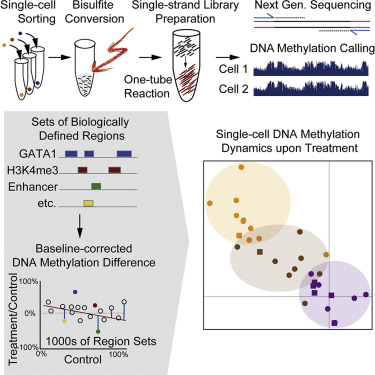 Single-cell
Sorting
Bisulfite
Conversion
Single-strand Library
Preparation
Next Gen. Sequencing
One-tube
Reaction
DNA Methylation Calling
Cell 1
Cell 2
Sets of Biologically
Defined Regions
GATA1
H3K4me3
Enhancer
etc.
Baseline-corrected
DNA Methylation Difference
Treatment/Control
100%
0%
100%
1000s of Region Sets
0%
Control
100%
Single-cell DNA Methylation
Dynamics upon Treatment